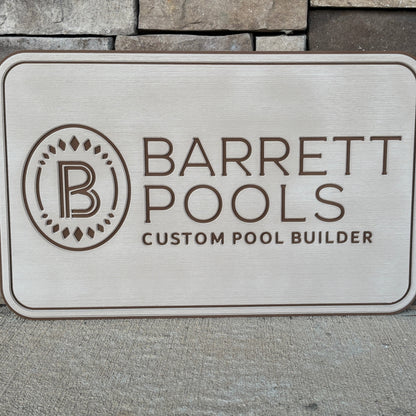 B
BARRETT
POOLS
CUSTOM POOL BUILDER